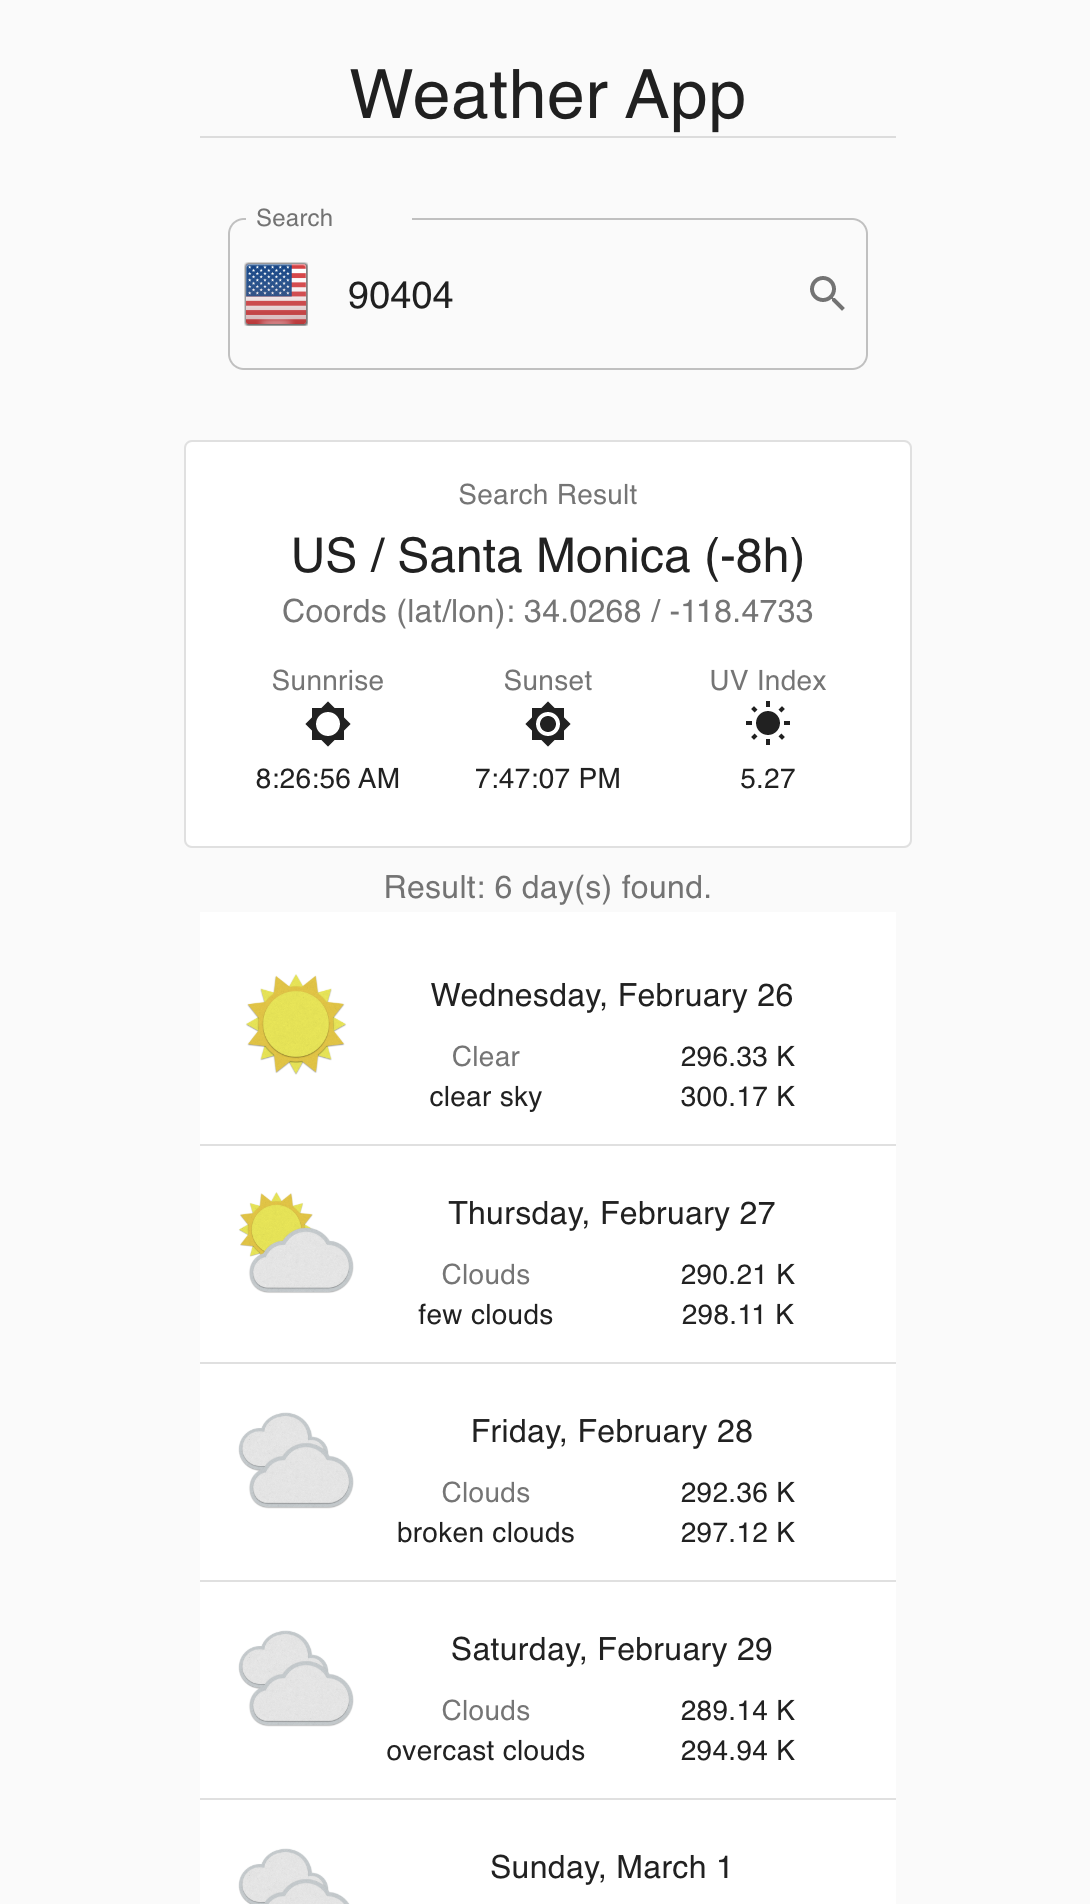 Weather App
Search
90404
Search Result
US / Santa Monica (-8h)
Coords (lat/lon): 34.0268 / -118.4733
Sunnrise Sunset UV Index
8:26:56 AM 7:47:07 PM 5.27
Result: 6 day(s) found.
Wednesday, February 26
Clear 296.33 K
clear sky 300.17 K
Thursday, February 27
Clouds 290.21 K
few clouds 298.11 K
Friday, February 28
Clouds 292.36 K
broken clouds 297.12 K
Saturday, February 29
Clouds 289.14 K
overcast clouds 294.94 K
Sunday, March 1